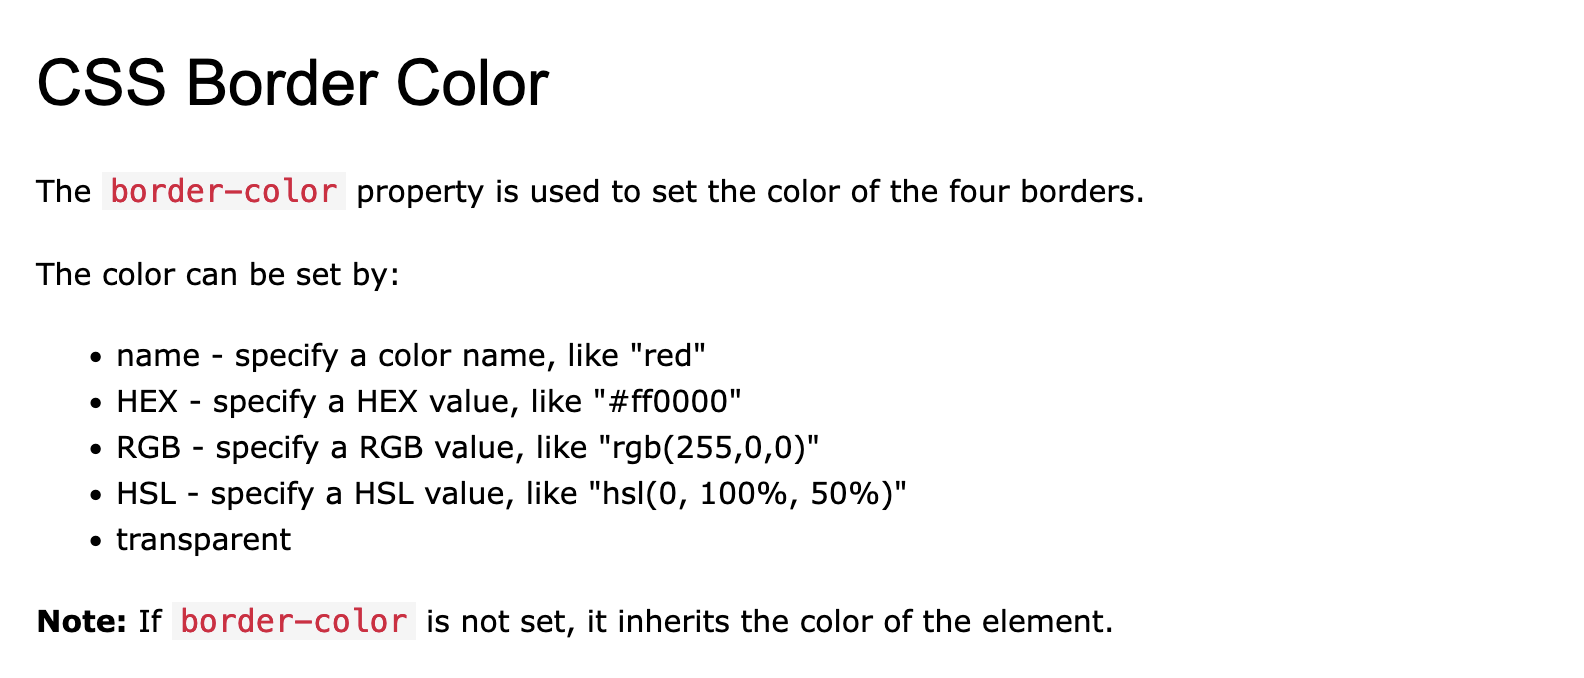 CSS Border Color
The border-color property is used to set the color of the four borders.
The color can be set by:
• name - specify a color name, like "red"
• HEX - specify a HEX value, like "#ff0000"
• RGB - specify a RGB value, like "rgb(255,0,0)"
• HSL - specify a HSL value, like "hsl(0, 100%, 50%)"
• transparent
Note: If border-color is not set, it inherits the color of the element.